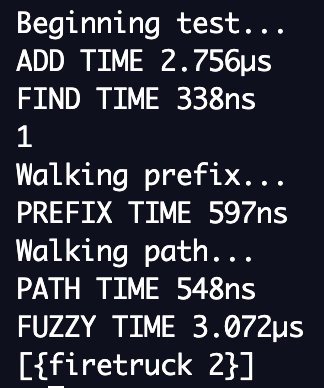 Beginning test...
ADD TIME 2.756µs
FIND TIME 338ns
1
Walking prefix...
PREFIX TIME 597ns
Walking path...
PATH TIME 548ns
FUZZY TIME 3.072µs
[{firetruck 2}]